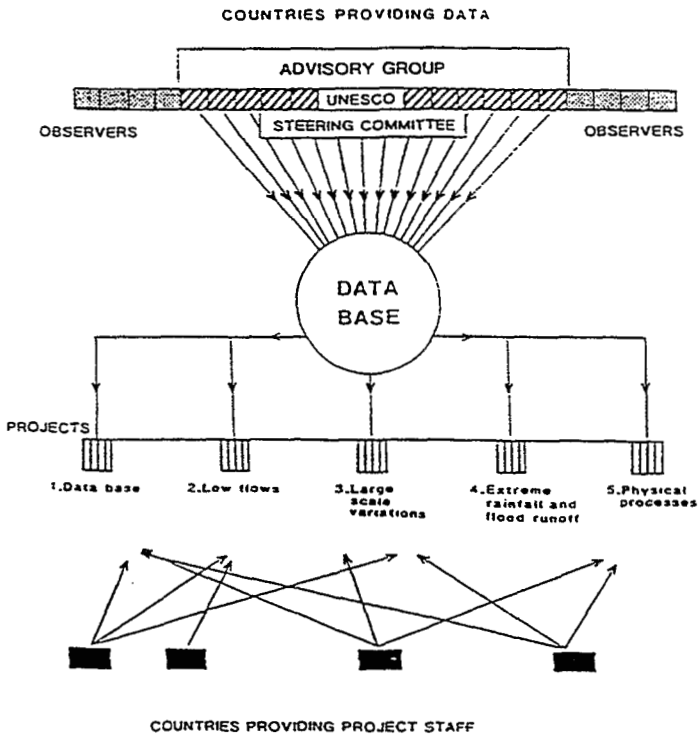 COUNTRIES PROVIDING DATA
ADVISORY GROUP
UNESCO
OBSERVERS
STEERING COMMITTEE
OBSERVERS
DATA
BASE
PROJECTS
1.Data base
2.Low flows
3.Large
scale
variations
4.Extreme
rainfall and
flood runoff
5.Physical
processes
COUNTRIES PROVIDING PROJECT STAFF